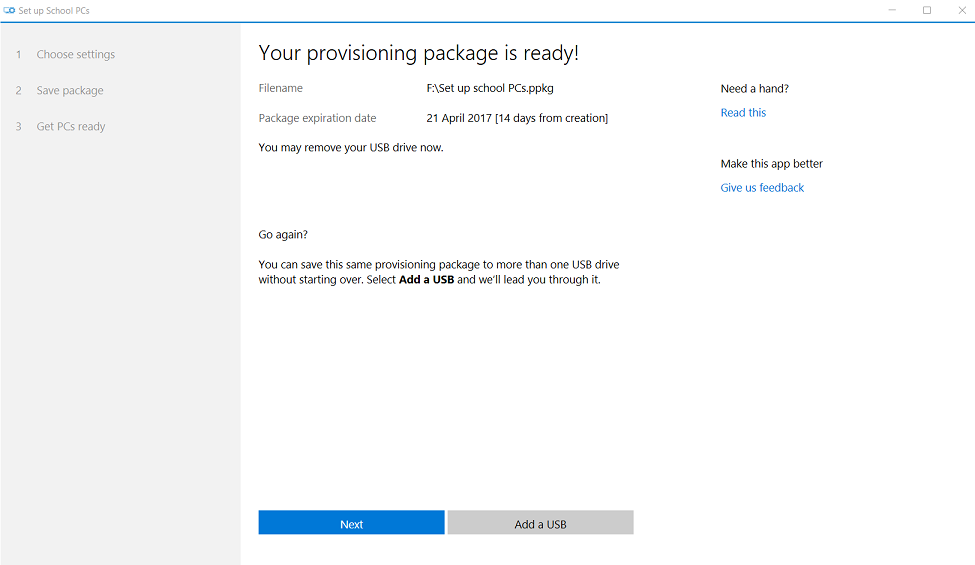 Set up School PCs
1 Choose settings
2 Save package
3 Get PCs ready
Your provisioning package is ready!
Filename F:\Set up school PCs.ppkg
Package expiration date 21 April 2017 [14 days from creation]
You may remove your USB drive now.
Go again?
You can save this same provisioning package to more than one USB drive
without starting over. Select Add a USB and we'll lead you through it.
Next
Add a USB
Need a hand?
Read this
Make this app better
Give us feedback